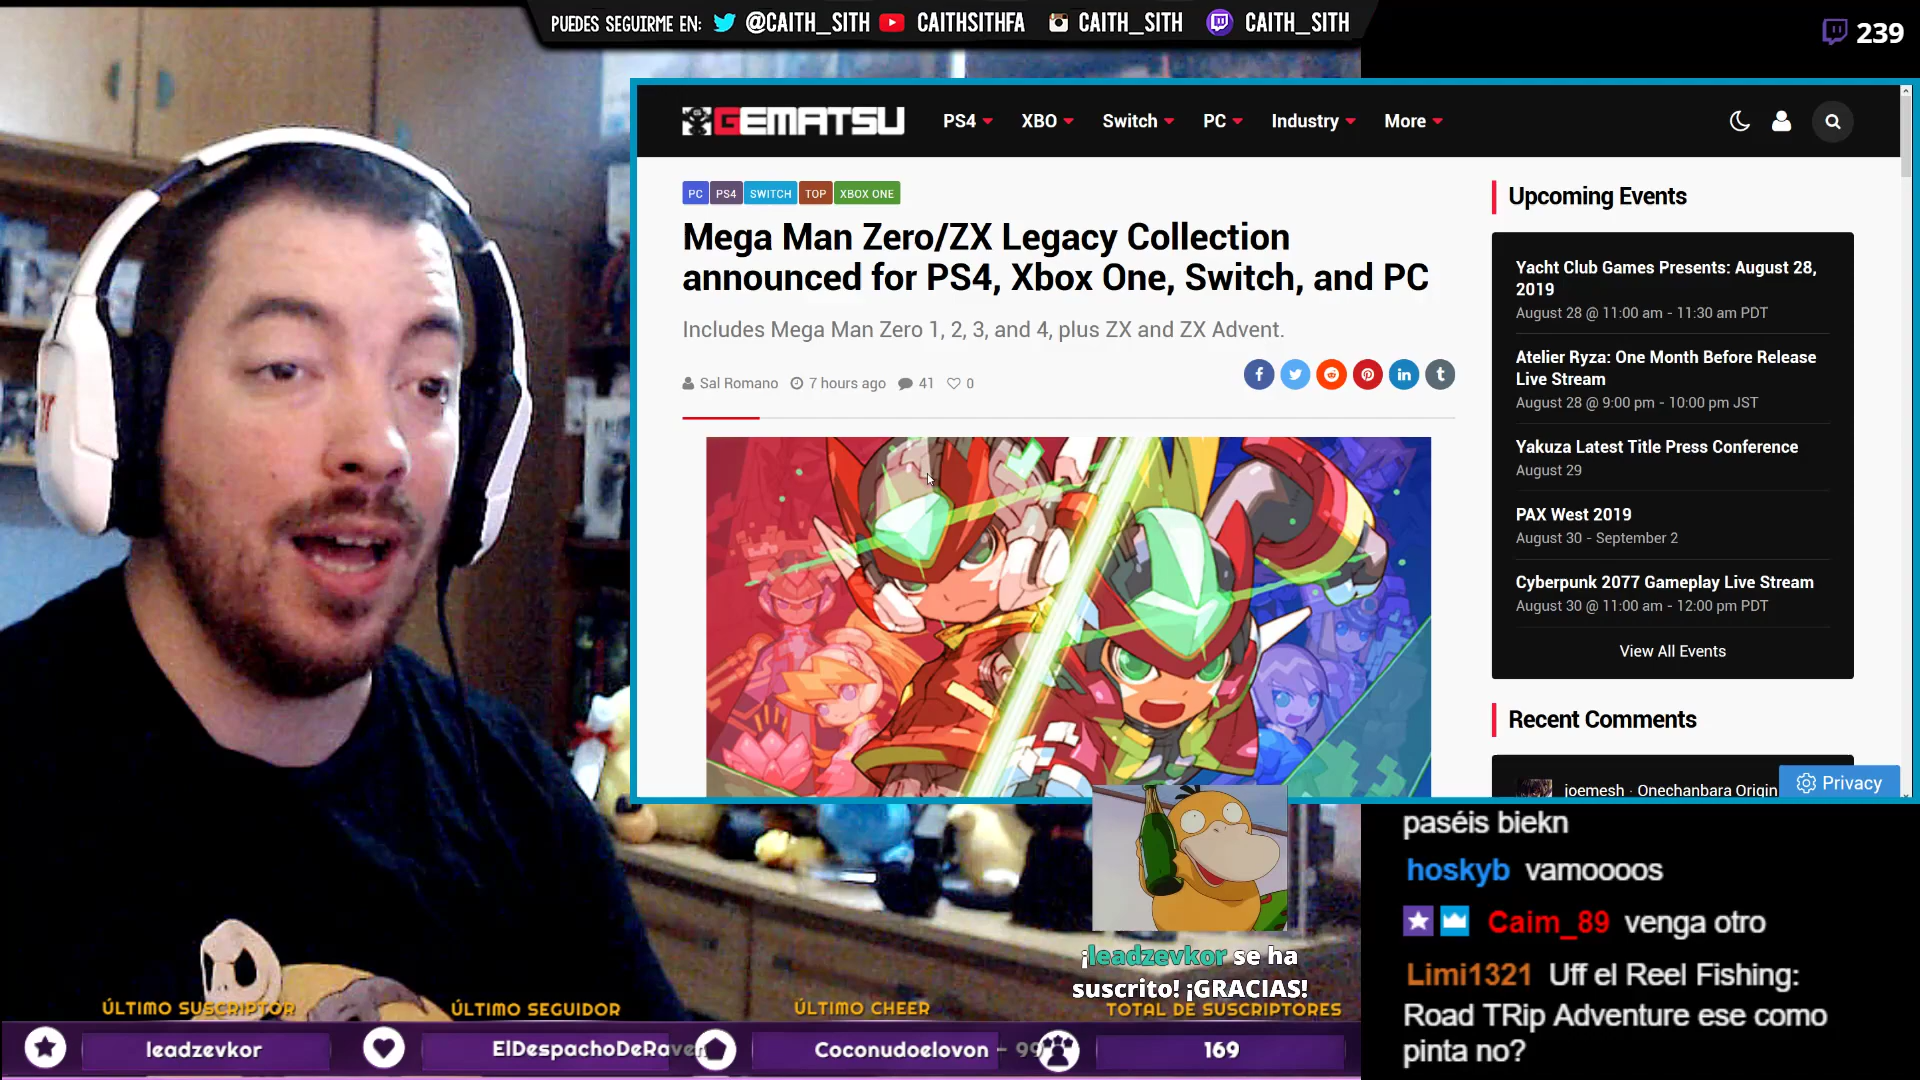 PUEDES SEGUIRME EN: @CAITH_SITH CAITHSITHFA CAITH_SITH CAITH_SITH
239
GEMATSU PS4 XBO Switch PC Industry More
PC PS4 SWITCH TOP XBOX ONE
Mega Man Zero/ZX Legacy Collection
announced for PS4, Xbox One, Switch, and PC
Includes Mega Man Zero 1, 2, 3, and 4, plus ZX and ZX Advent.
Sal Romano 7 hours ago 41 0
Upcoming Events
Yacht Club Games Presents: August 28,
2019
August 28 @ 11:00 am - 11:30 am PDT
Atelier Ryza: One Month Before Release
Live Stream
August 28 @ 9:00 pm - 10:00 pm JST
Yakuza Latest Title Press Conference
August 29
PAX West 2019
August 30 - September 2
Cyberpunk 2077 Gameplay Live Stream
August 30 @ 11:00 am - 12:00 pm PDT
View All Events
Recent Comments
joemesh · Onechanbara Origin
Privacy
paséis biekn
hoskyb vamoooos
Caim_89 venga otro
Limi1321 Uff el Reel Fishing:
Road TRip Adventure ese como
pinta no?
¡leadzevkor se ha
suscrito! ¡GRACIAS!
ÚLTIMO SUSCRIPTOR ÚLTIMO SEGUIDOR ÚLTIMO CHEER TOTAL DE SUSCRIPTORES
leadzevkor ElDespachoDeRaven Coconudoelovon - 99 169